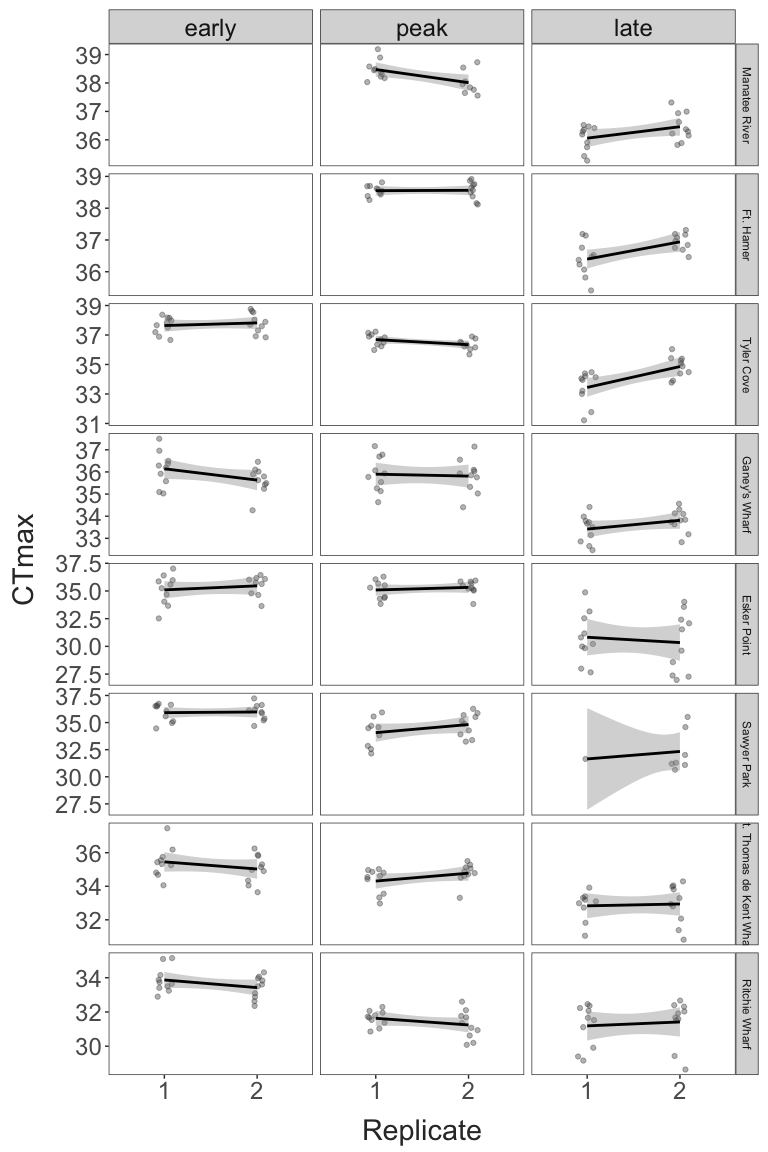 early peak late
39
38
37
36
Manatee River
39
38
37
36
Ft. Hamer
39
37
35
33
31
Tyler Cove
37
36
35
34
33
Ganey's Wharf
37.5
35.0
32.5
30.0
27.5
Esker Point
37.5
35.0
32.5
30.0
27.5
Sawyer Park
36
34
32
t. Thomas de Kent Wha
34
32
30
Ritchie Wharf
CTmax
1 2 1 2 1 2
Replicate